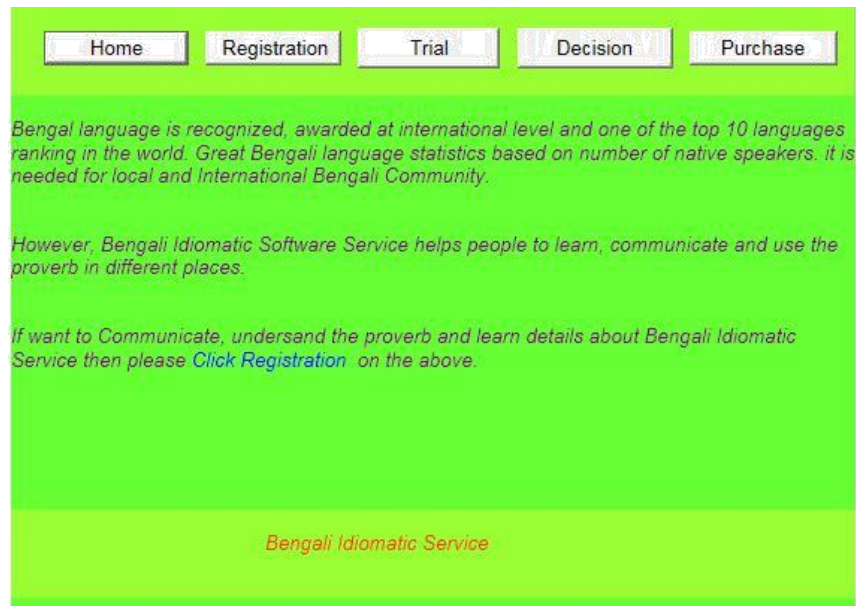 Home Registration Trial Decision Purchase
Bengal language is recognized, awarded at international level and one of the top 10 languages
ranking in the world. Great Bengali language statistics based on number of native speakers. it is
needed for local and International Bengali Community.
However, Bengali Idiomatic Software Service helps people to learn, communicate and use the
proverb in different places.
If want to Communicate, undersand the proverb and learn details about Bengali Idiomatic
Service then please Click Registration on the above.
Bengali Idiomatic Service